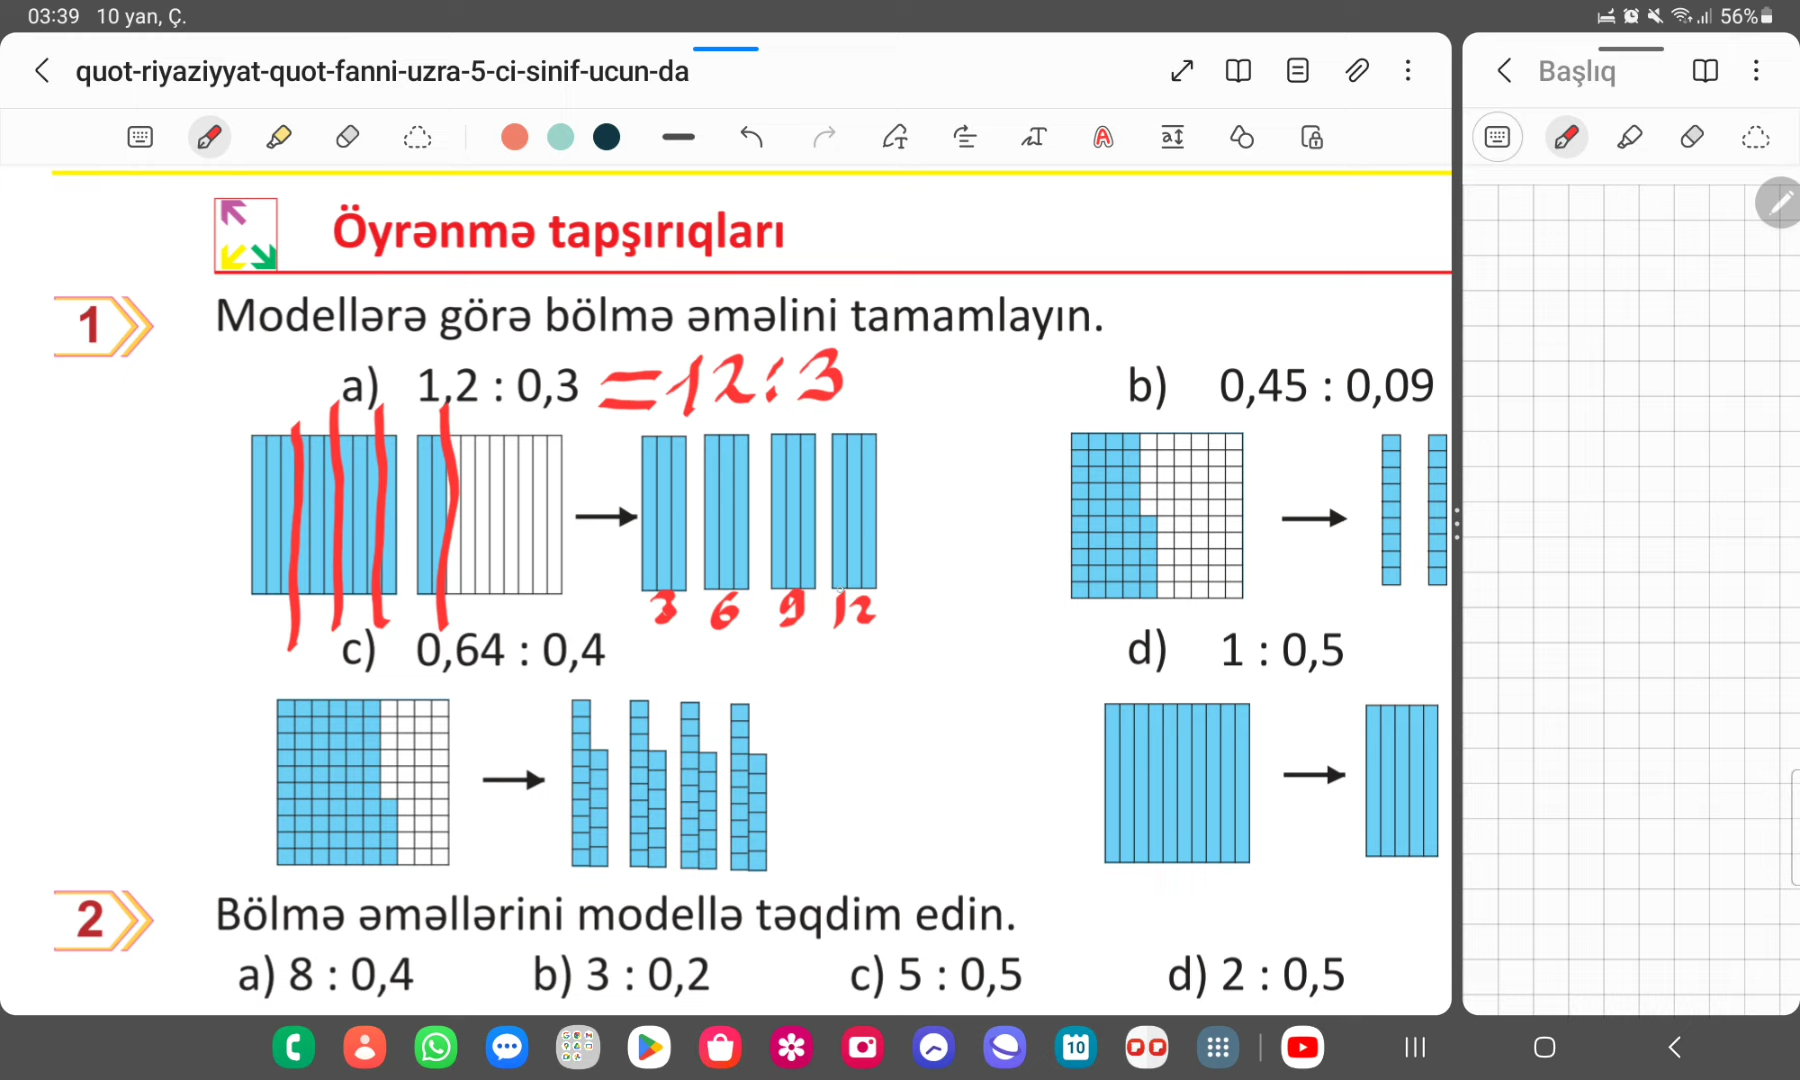 03:39 10 yan, Ç.
56%
quot-riyaziyyat-quot-fanni-uzra-5-ci-sinif-ucun-da
Başlıq
Öyrənmə tapşırıqları
1 Modellərə görə bölmə əməlini tamamlayın.
a) 1,2 : 0,3 = 12 : 3
b) 0,45 : 0,09
3 6 9 12
c) 0,64 : 0,4
d) 1 : 0,5
2 Bölmə əməllərini modellə təqdim edin.
a) 8 : 0,4 b) 3 : 0,2 c) 5 : 0,5 d) 2 : 0,5
10